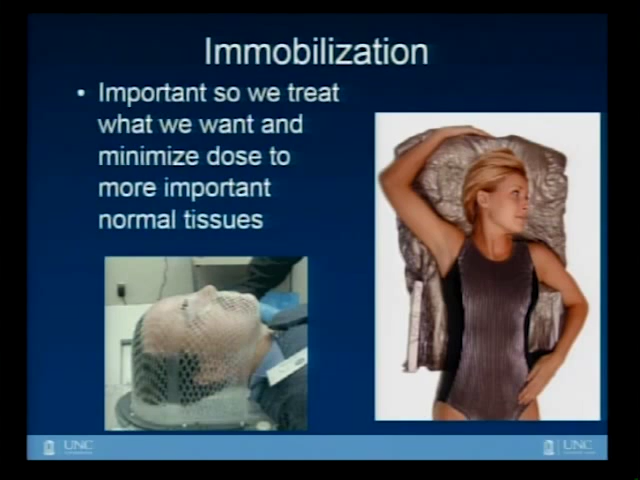 Immobilization
• Important so we treat
what we want and
minimize dose to
more important
normal tissues
UNC
UNC